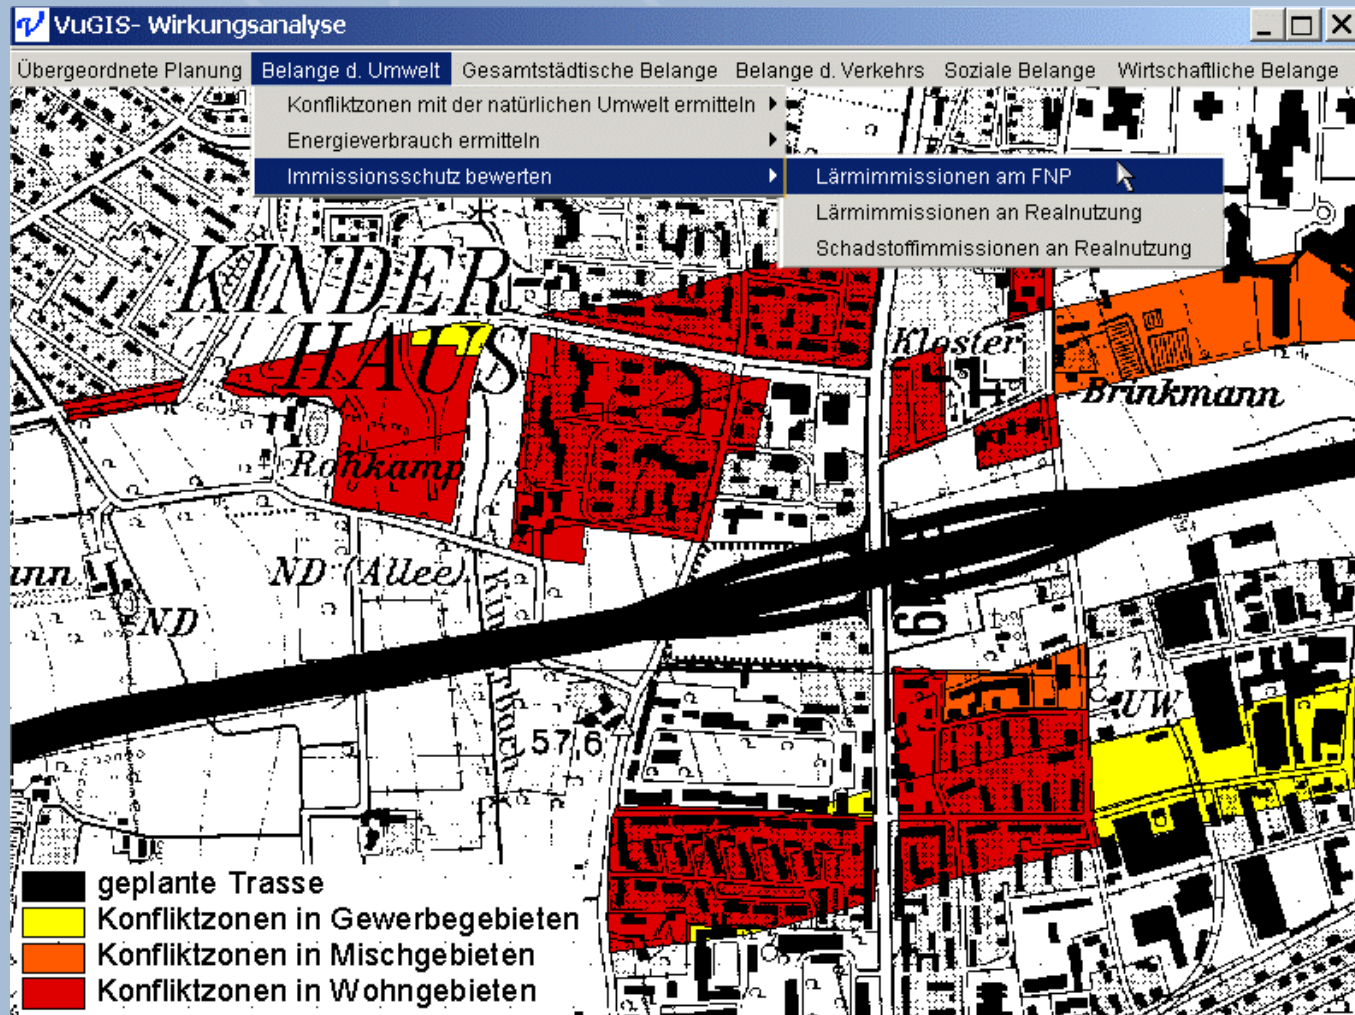 VuGIS- Wirkungsanalyse
Übergeordnete Planung Belange d. Umwelt Gesamtstädtische Belange Belange d. Verkehrs Soziale Belange Wirtschaftliche Belange
Konfliktzonen mit der natürlichen Umwelt ermitteln
Energieverbrauch ermitteln
Immissionsschutz bewerten
Lärmimmissionen am FNP
Lärmimmissionen an Realnutzung
Schadstoffimmissionen an Realnutzung
KINDER-
HAUS
Kloster
Brinkmann
Rohkamp
ND (Allee)
ND
57,6
UW
geplante Trasse
Konfliktzonen in Gewerbegebieten
Konfliktzonen in Mischgebieten
Konfliktzonen in Wohngebieten